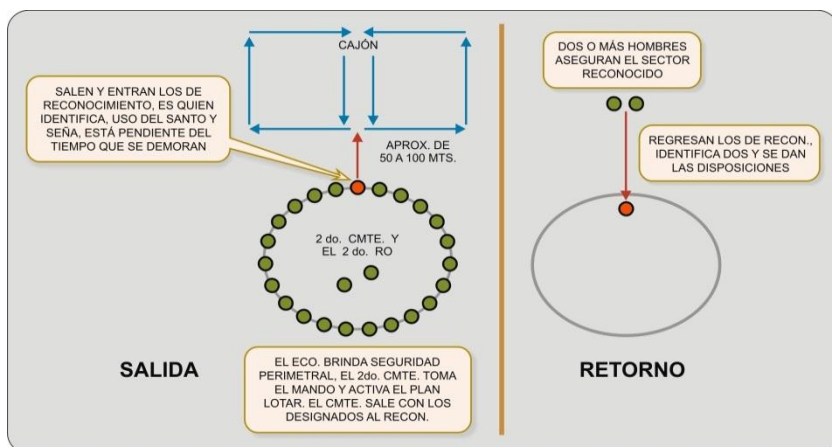 CAJÓN
SALEN Y ENTRAN LOS DE
RECONOCIMIENTO, ES QUIEN
IDENTIFICA, USO DEL SANTO Y
SEÑA, ESTÁ PENDIENTE DEL
TIEMPO QUE SE DEMORAN
APROX. DE
50 A 100 MTS.
2 do. CMTE. Y
EL 2 do. RO
SALIDA
EL ECO. BRINDA SEGURIDAD
PERIMETRAL, EL 2do. CMTE. TOMA
EL MANDO Y ACTIVA EL PLAN
LOTAR. EL CMTE. SALE CON LOS
DESIGNADOS AL RECON.
DOS O MÁS HOMBRES
ASEGURAN EL SECTOR
RECONOCIDO
REGRESAN LOS DE RECON.,
IDENTIFICA DOS Y SE DAN
LAS DISPOSICIONES
RETORNO